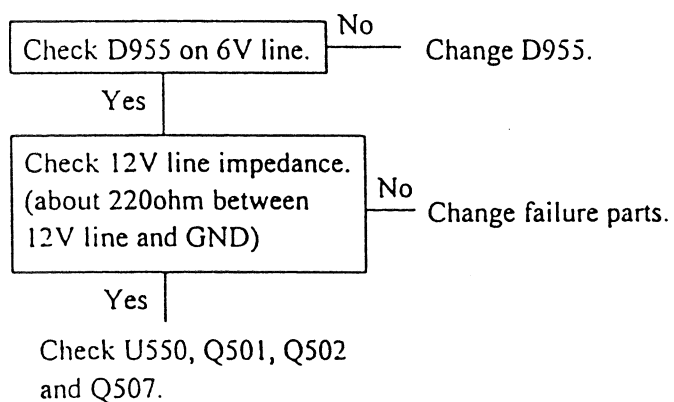 No
Check D955 on 6V line.
Change D955.
Yes
Check 12V line impedance.
(about 220ohm between
12V line and GND)
No
Change failure parts.
Yes
Check U550, Q501, Q502
and Q507.